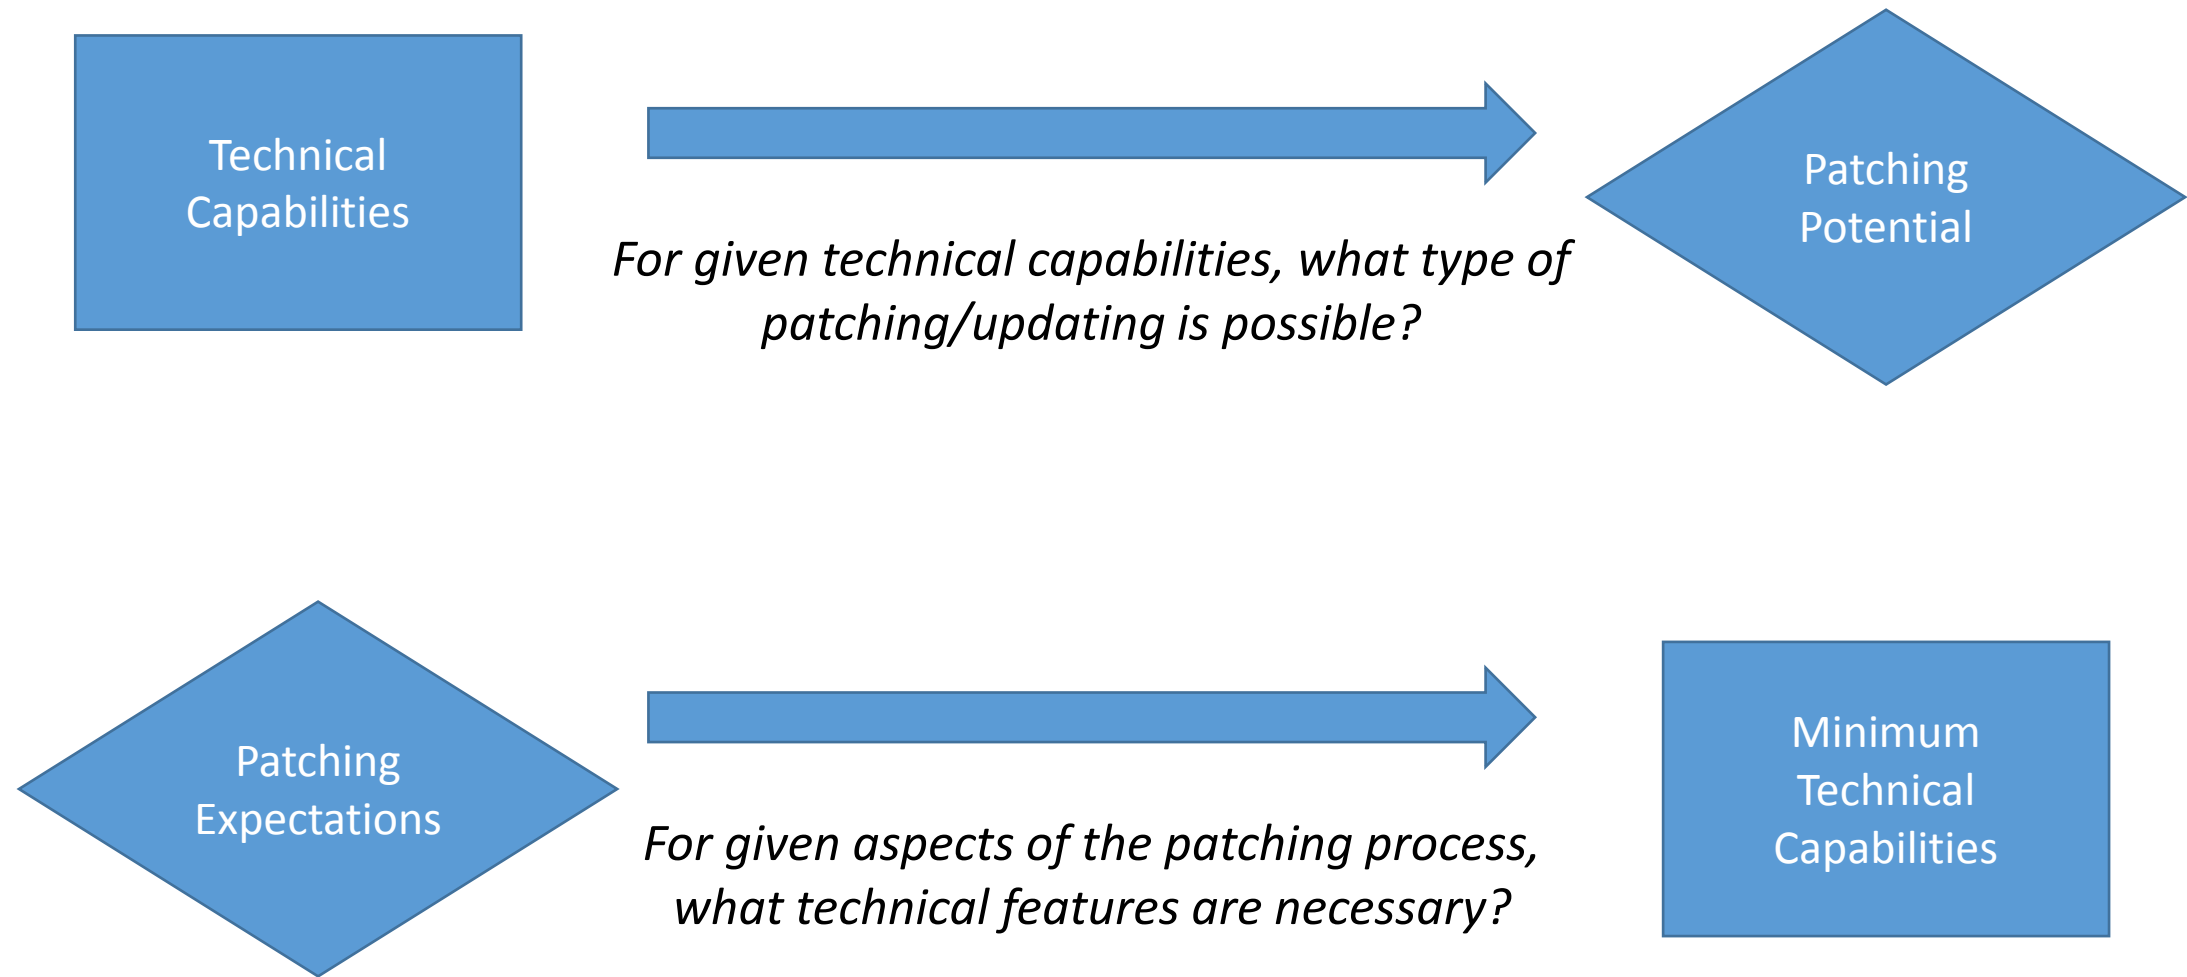 Technical
Capabilities
For given technical capabilities, what type of
patching/updating is possible?
Patching
Potential
Patching
Expectations
For given aspects of the patching process,
what technical features are necessary?
Minimum
Technical
Capabilities